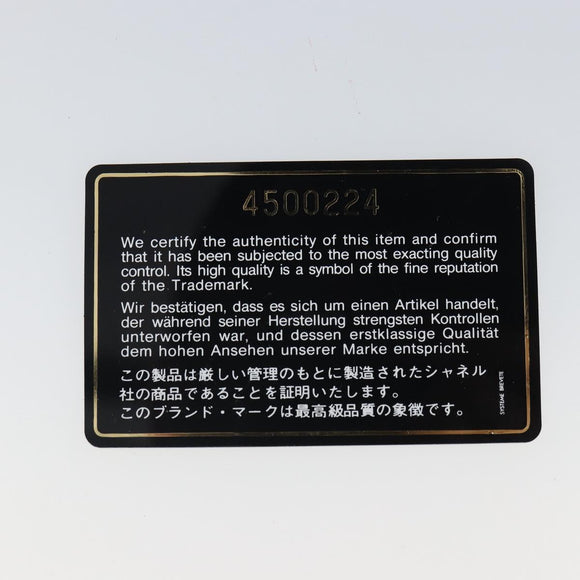 4500224
We certify the authenticity of this item and confirm
that it has been subjected to the most exacting quality
control. Its high quality is a symbol of the fine reputation
of the Trademark.
Wir bestätigen, dass es sich um einen Artikel handelt,
der während seiner Herstellung strengsten Kontrollen
unterworfen war, und dessen erstklassige Qualität
dem hohen Ansehen unserer Marke entspricht.
この製品は厳しい管理のもとに製造されたシャネル
社の商品であることを証明いたします。
このブランド・マークは最高級品質の象徴です。
SYSTEME BREVETE